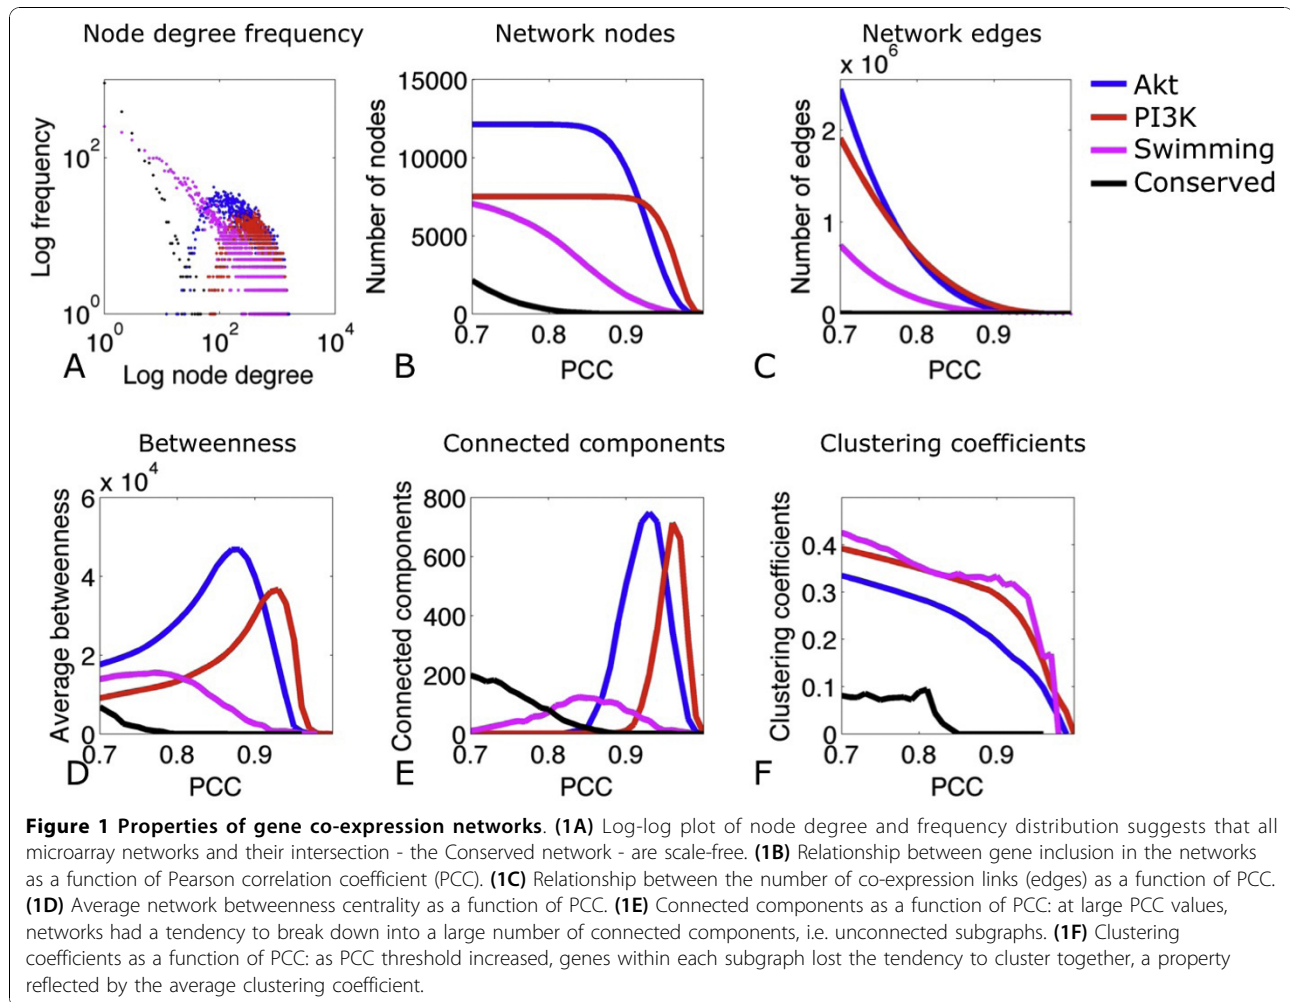 Node degree frequency
Log frequency
10^2
10^0
10^0 10^2 10^4
Log node degree
A
Network nodes
Number of nodes
15000
10000
5000
0
0.7 0.8 0.9
PCC
B
Network edges
x 10^6
Number of edges
2
1
0
0.7 0.8 0.9
PCC
C
Akt
PI3K
Swimming
Conserved
Betweenness
x 10^4
Average betweenness
6
4
2
0
0.7 0.8 0.9
PCC
D
Connected components
Connected components
800
600
400
200
0
0.7 0.8 0.9
PCC
E
Clustering coefficients
Clustering coefficients
0.4
0.3
0.2
0.1
0
0.7 0.8 0.9
PCC
F
Figure 1 Properties of gene co-expression networks. (1A) Log-log plot of node degree and frequency distribution suggests that all
microarray networks and their intersection - the Conserved network - are scale-free. (1B) Relationship between gene inclusion in the networks
as a function of Pearson correlation coefficient (PCC). (1C) Relationship between the number of co-expression links (edges) as a function of PCC.
(1D) Average network betweenness centrality as a function of PCC. (1E) Connected components as a function of PCC: at large PCC values,
networks had a tendency to break down into a large number of connected components, i.e. unconnected subgraphs. (1F) Clustering
coefficients as a function of PCC: as PCC threshold increased, genes within each subgraph lost the tendency to cluster together, a property
reflected by the average clustering coefficient.